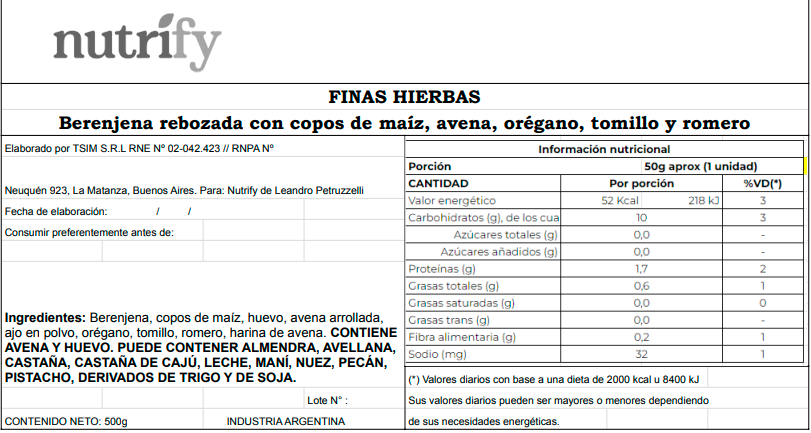 nutrify
FINAS HIERBAS
Berenjena rebozada con copos de maíz, avena, orégano, tomillo y romero
Elaborado por TSIM S.R.L RNE Nº 02-042.423 // RNPA Nº
Neuquén 923, La Matanza, Buenos Aires. Para: Nutrify de Leandro Petruzzelli
Fecha de elaboración: / /
Consumir preferentemente antes de:
Ingredientes: Berenjena, copos de maíz, huevo, avena arrollada,
ajo en polvo, orégano, tomillo, romero, harina de avena. CONTIENE
AVENA Y HUEVO. PUEDE CONTENER ALMENDRA, AVELLANA,
CASTAÑA, CASTAÑA DE CAJÚ, LECHE, MANÍ, NUEZ, PECÁN,
PISTACHO, DERIVADOS DE TRIGO Y DE SOJA.
Lote N° :
CONTENIDO NETO: 500g INDUSTRIA ARGENTINA
Información nutricional
Porción 50g aprox (1 unidad)
CANTIDAD Por porción %VD(*)
Valor energético 52 Kcal 218 kJ 3
Carbohidratos (g), de los cua 10 3
Azúcares totales (g) 0,0 -
Azúcares añadidos (g) 0,0 -
Proteínas (g) 1,7 2
Grasas totales (g) 0,6 1
Grasas saturadas (g) 0,0 0
Grasas trans (g) 0,0 -
Fibra alimentaria (g) 0,2 1
Sodio (mg) 32 1
(*) Valores diarios con base a una dieta de 2000 kcal u 8400 kJ
Sus valores diarios pueden ser mayores o menores dependiendo
de sus necesidades energéticas.